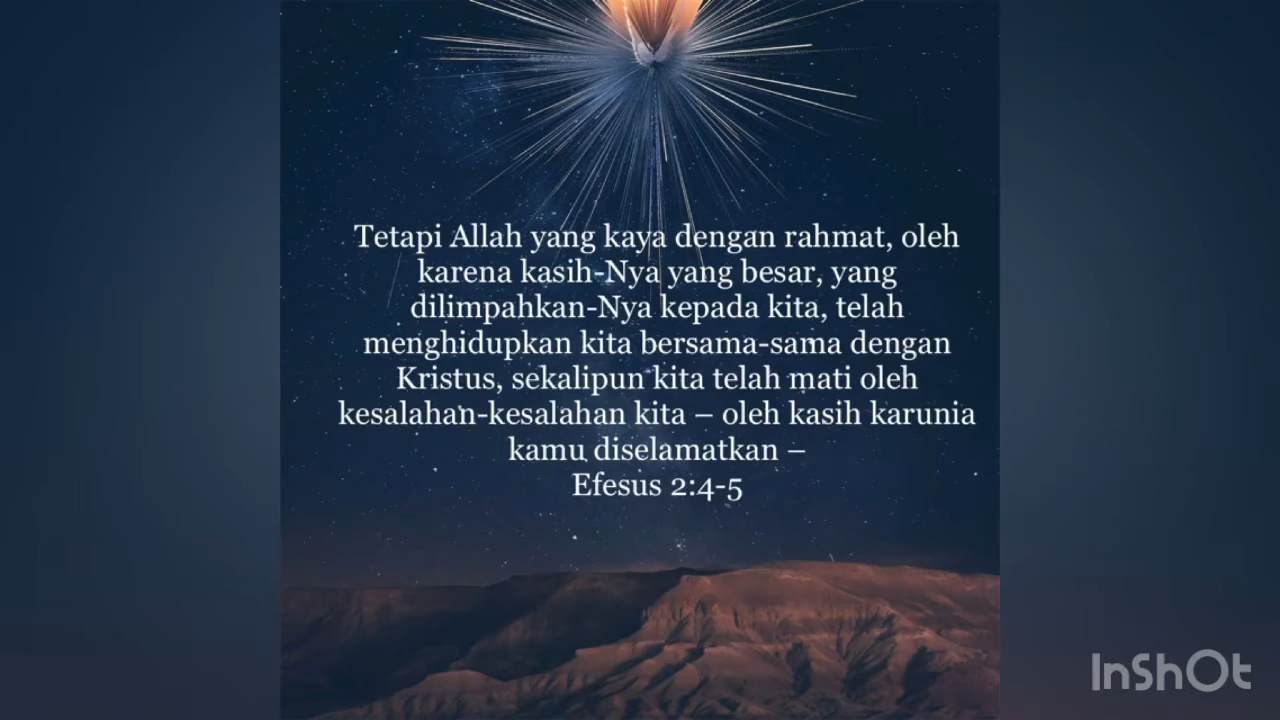 Tetapi Allah yang kaya dengan rahmat, oleh
karena kasih-Nya yang besar, yang
dilimpahkan-Nya kepada kita, telah
menghidupkan kita bersama-sama dengan
Kristus, sekalipun kita telah mati oleh
kesalahan-kesalahan kita – oleh kasih karunia
kamu diselamatkan –
Efesus 2:4-5
InShOt